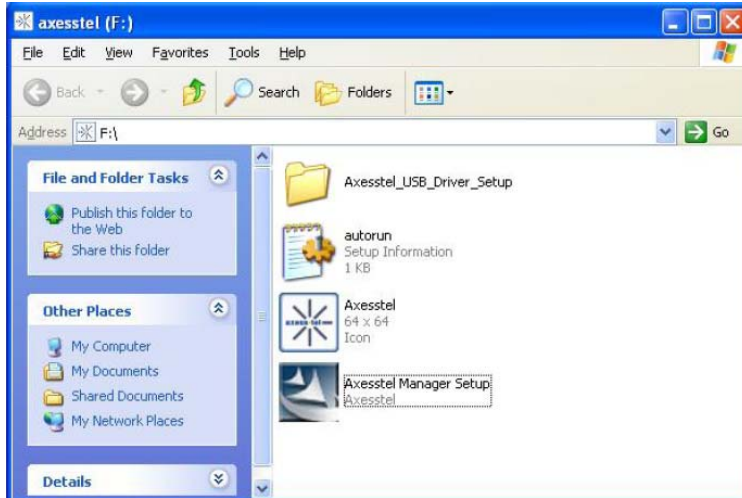 axesstel (F:)
File Edit View Favorites Tools Help
Back Search Folders
Address F:\ Go
File and Folder Tasks
Publish this folder to
the Web
Share this folder
Other Places
My Computer
My Documents
Shared Documents
My Network Places
Details
Axesstel_USB_Driver_Setup
autorun
Setup Information
1 KB
axesstel
Axesstel
64 x 64
Icon
Axesstel Manager Setup
Axesstel